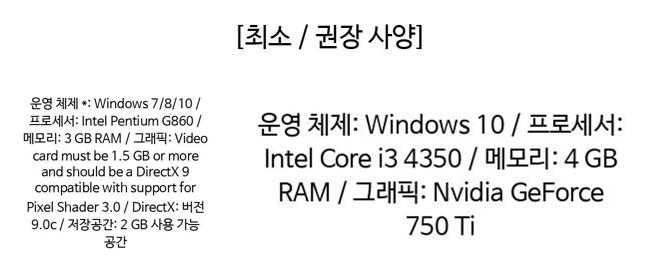 [최소 / 권장 사양]
운영 체제 *: Windows 7/8/10 /
프로세서: Intel Pentium G860 /
메모리: 3 GB RAM / 그래픽: Video
card must be 1.5 GB or more
and should be a DirectX 9
compatible with support for
Pixel Shader 3.0 / DirectX: 버전
9.0c / 저장공간: 2 GB 사용 가능
공간
운영 체제: Windows 10 / 프로세서:
Intel Core i3 4350 / 메모리: 4 GB
RAM / 그래픽: Nvidia GeForce
750 Ti